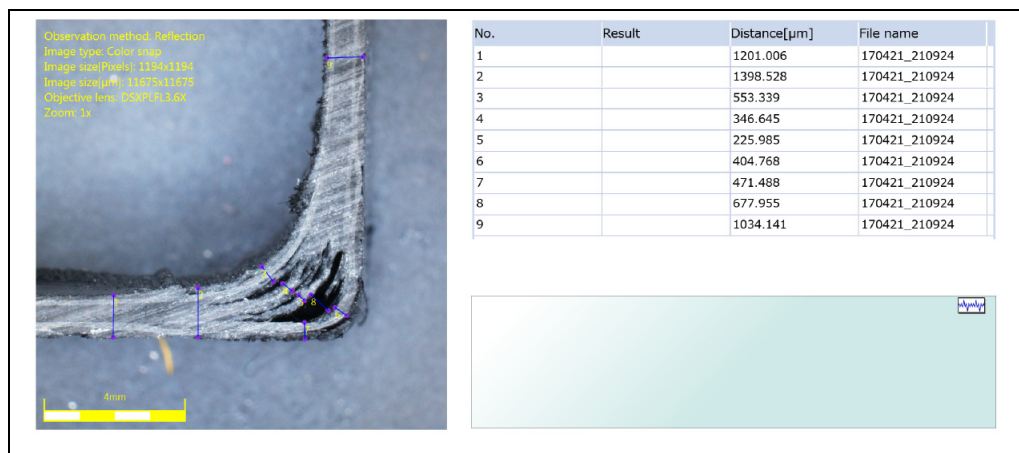 Observation method: Reflection
Image type: Color snap
Image size[Pixels]: 1194x1194
Image size[μm]: 11675x11675
Objective lens: DSXPLFL3.6X
Zoom: 1x
9
8
4mm
No. Result Distance[μm] File name
1 1201.006 170421_210924
2 1398.528 170421_210924
3 553.339 170421_210924
4 346.645 170421_210924
5 225.985 170421_210924
6 404.768 170421_210924
7 471.488 170421_210924
8 677.955 170421_210924
9 1034.141 170421_210924